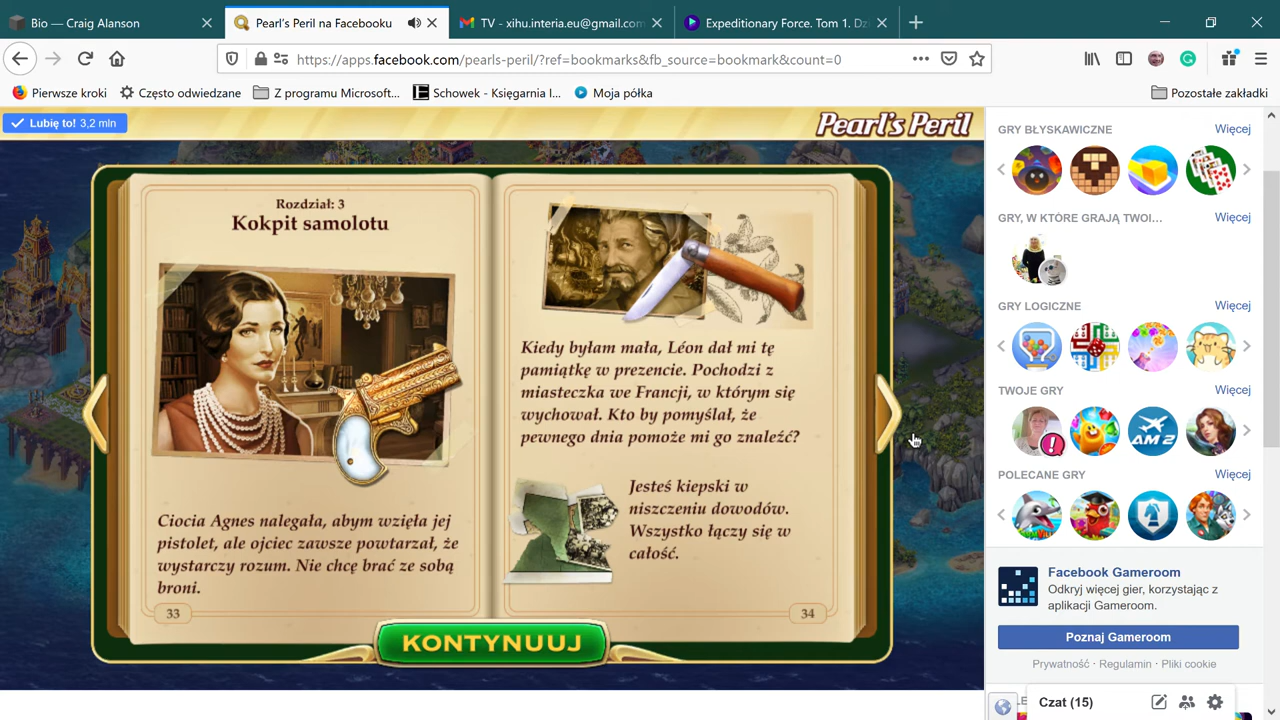 Bio — Craig Alanson
Pearl's Peril na Facebooku
TV - xihu.interia.eu@gmail.com
Expeditionary Force. Tom 1. Dz
https://apps.facebook.com/pearls-peril/?ref=bookmarks&fb_source=bookmark&count=0
Pierwsze kroki
Często odwiedzane
Z programu Microsoft...
Schowek - Księgarnia I...
Moja półka
Pozostałe zakładki
Lubię to! 3,2 mln
Pearl's Peril
Rozdział: 3
Kokpit samolotu
Ciocia Agnes nalegała, abym wzięła jej
pistolet, ale ojciec zawsze powtarzał, że
wystarczy rozum. Nie chcę brać ze sobą
broni.
33
Kiedy byłam mała, Léon dał mi tę
pamiątkę w prezencie. Pochodzi z
miasteczka we Francji, w którym się
wychował. Kto by pomyślał, że
pewnego dnia pomoże mi go znaleźć?
Jesteś kiepski w
niszczeniu dowodów.
Wszystko łączy się w
całość.
34
KONTYNUUJ
GRY BŁYSKAWICZNE
Więcej
GRY, W KTÓRE GRAJĄ TWOI...
Więcej
GRY LOGICZNE
Więcej
TWOJE GRY
Więcej
AM 2
POLECANE GRY
Więcej
Facebook Gameroom
Odkryj więcej gier, korzystając z
aplikacji Gameroom.
Poznaj Gameroom
Prywatność · Regulamin · Pliki cookie
Czat (15)